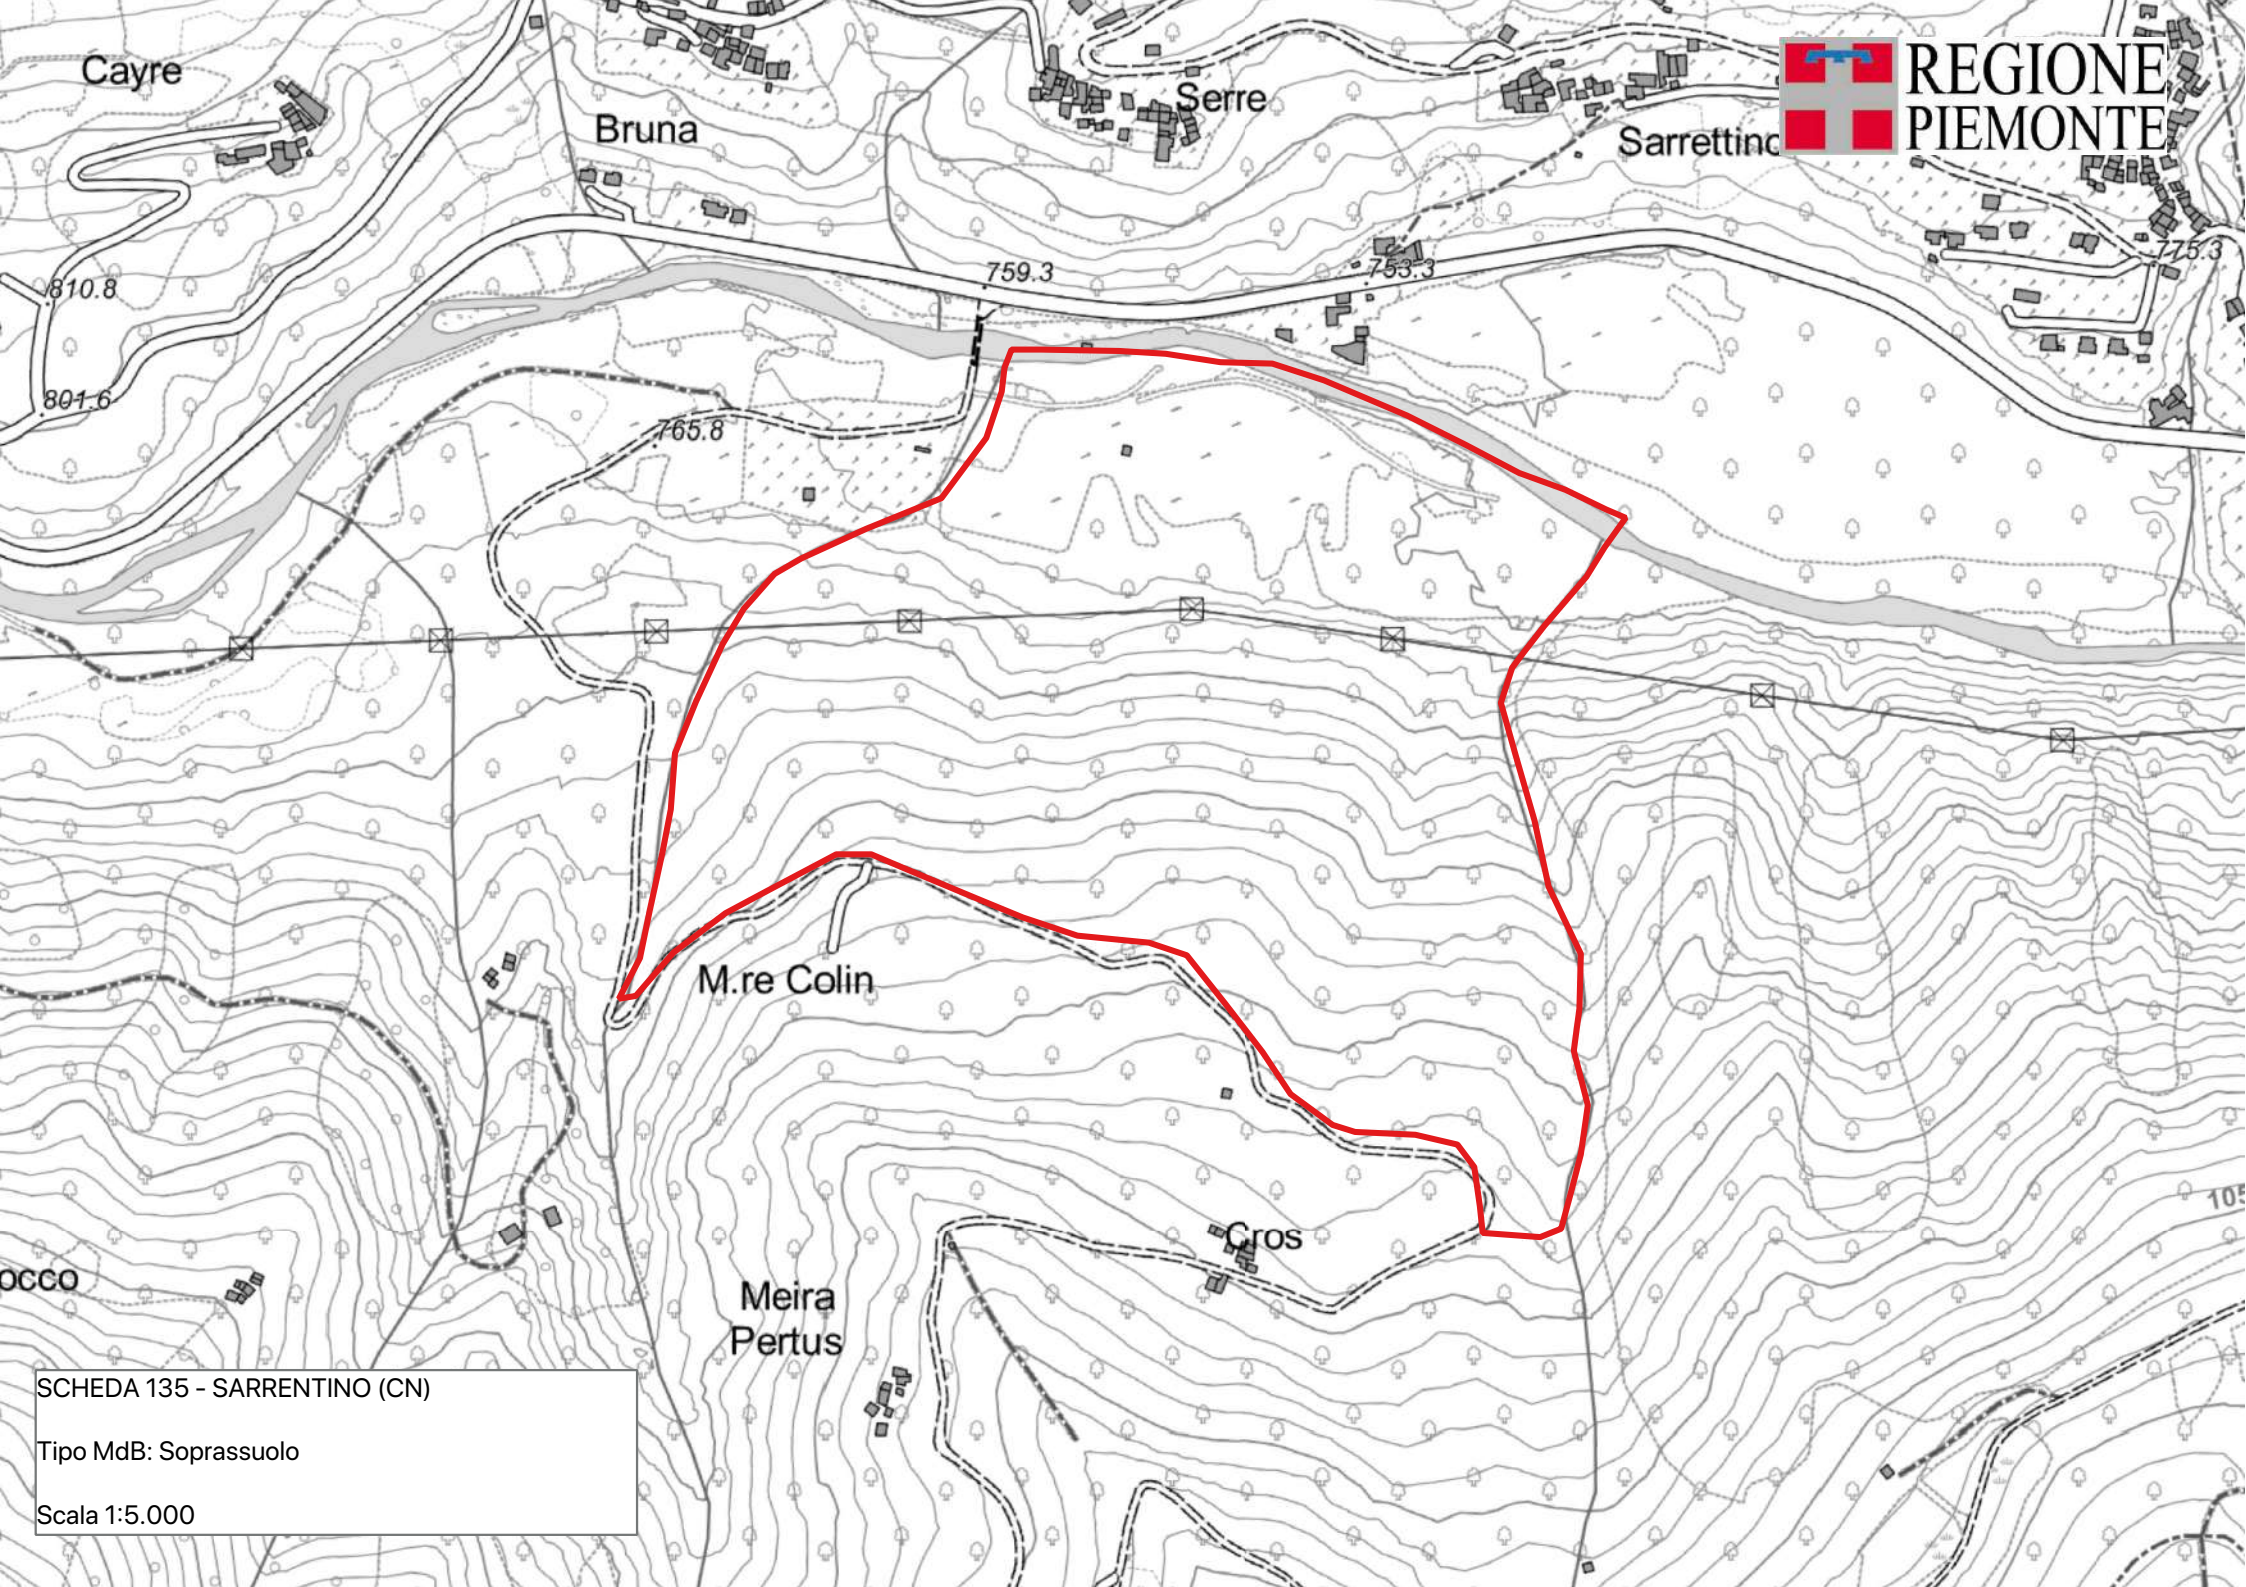 Cayre
Bruna
Serre
Sarrettino
REGIONE
PIEMONTE
759.3
753.3
775.3
810.8
801.6
765.8
M.re Colin
Cros
105
occo
Meira
Pertus
SCHEDA 135 - SARRENTINO (CN)
Tipo MdB: Soprassuolo
Scala 1:5.000